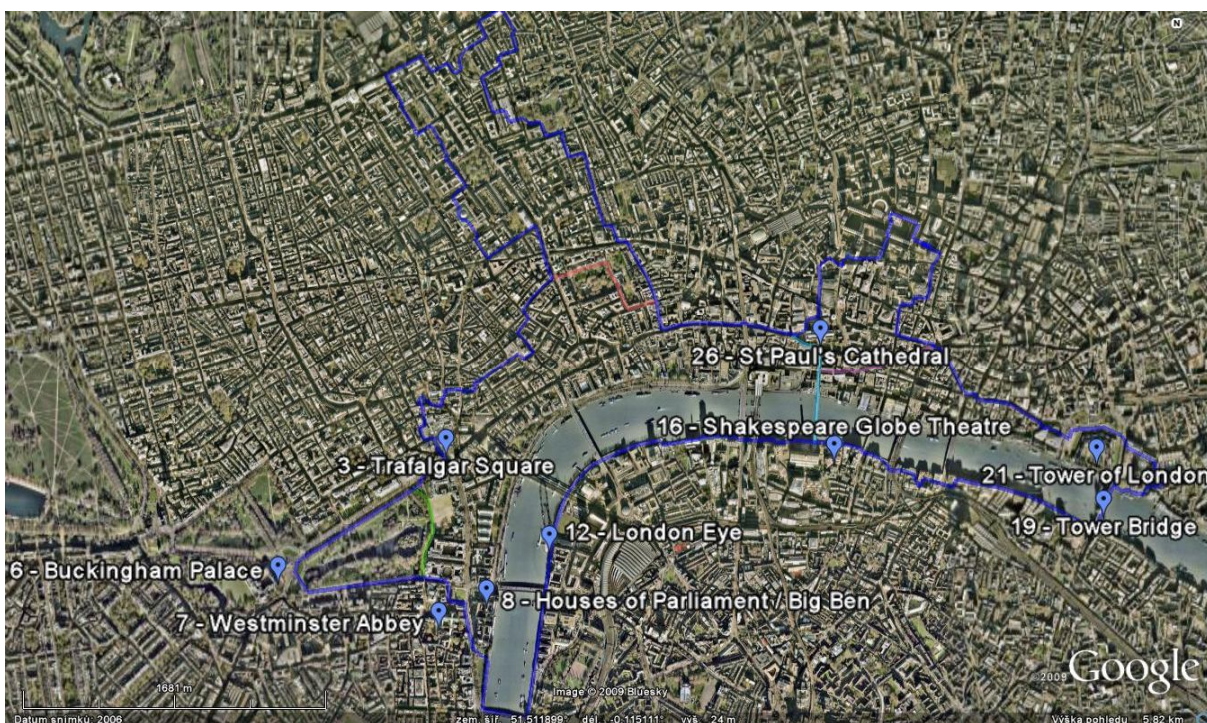 N
26 - St Paul's Cathedral
16 - Shakespeare Globe Theatre
3 - Trafalgar Square
21 - Tower of London
19 - Tower Bridge
12 - London Eye
6 - Buckingham Palace
8 - Houses of Parliament / Big Ben
7 - Westminster Abbey
1681 m
Image © 2009 Bluesky
2009 Google
Datum snímků: 2006
zem. šíř. 51.511899° dél. -0.115111° výš. 24 m
Výška pohledu 5.82 km